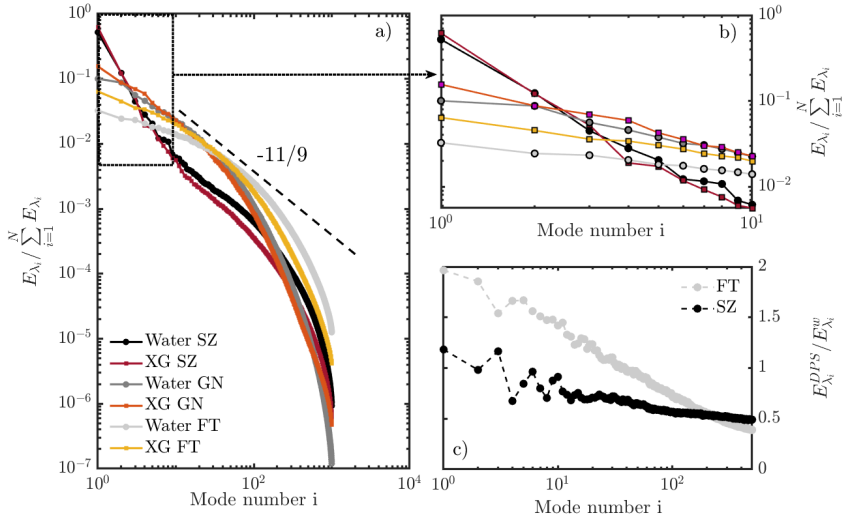 a)
10^0
10^-1
10^-2
10^-3
10^-4
10^-5
10^-6
10^-7
E_{λ_i} / \sum_{i=1}^{N} E_{λ_i}
-11/9
Water SZ
XG SZ
Water GN
XG GN
Water FT
XG FT
10^0 10^2 10^4
Mode number i
b)
10^0
10^-1
10^-2
E_{λ_i} / \sum_{i=1}^{N} E_{λ_i}
10^0 10^1
Mode number i
FT
SZ
c)
2
1.5
1
0.5
0
E_{λ_i}^{DPS} / E_{λ_i}^{w}
10^0 10^1 10^2
Mode number i